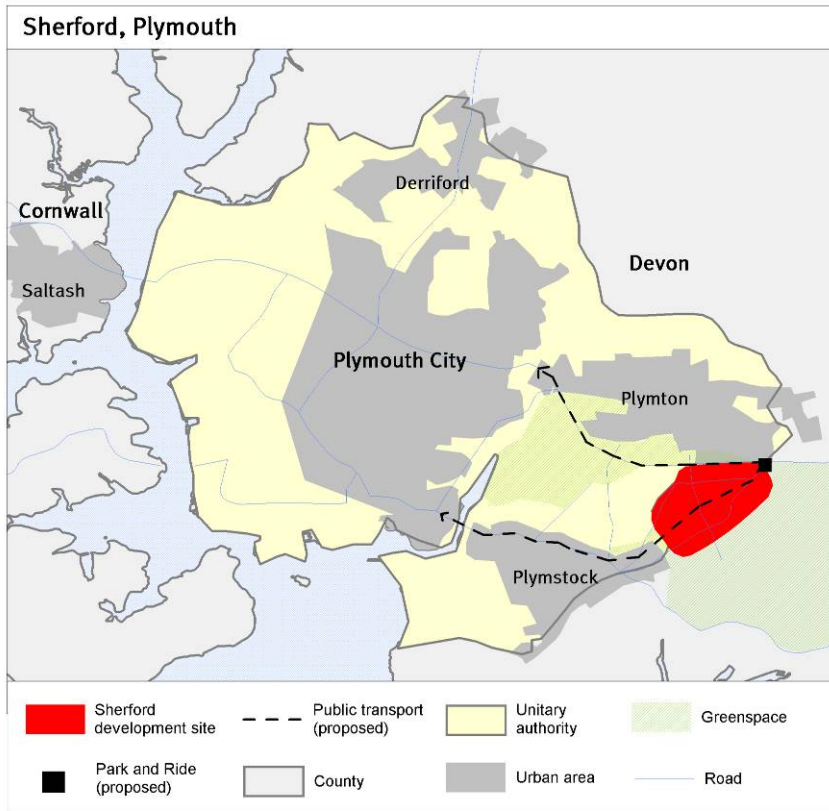 Sherford, Plymouth
Derriford
Cornwall
Devon
Saltash
Plymouth City
Plymton
Plymstock
Sherford
development site
Public transport
(proposed)
Unitary
authority
Greenspace
Park and Ride
(proposed)
County
Urban area
Road